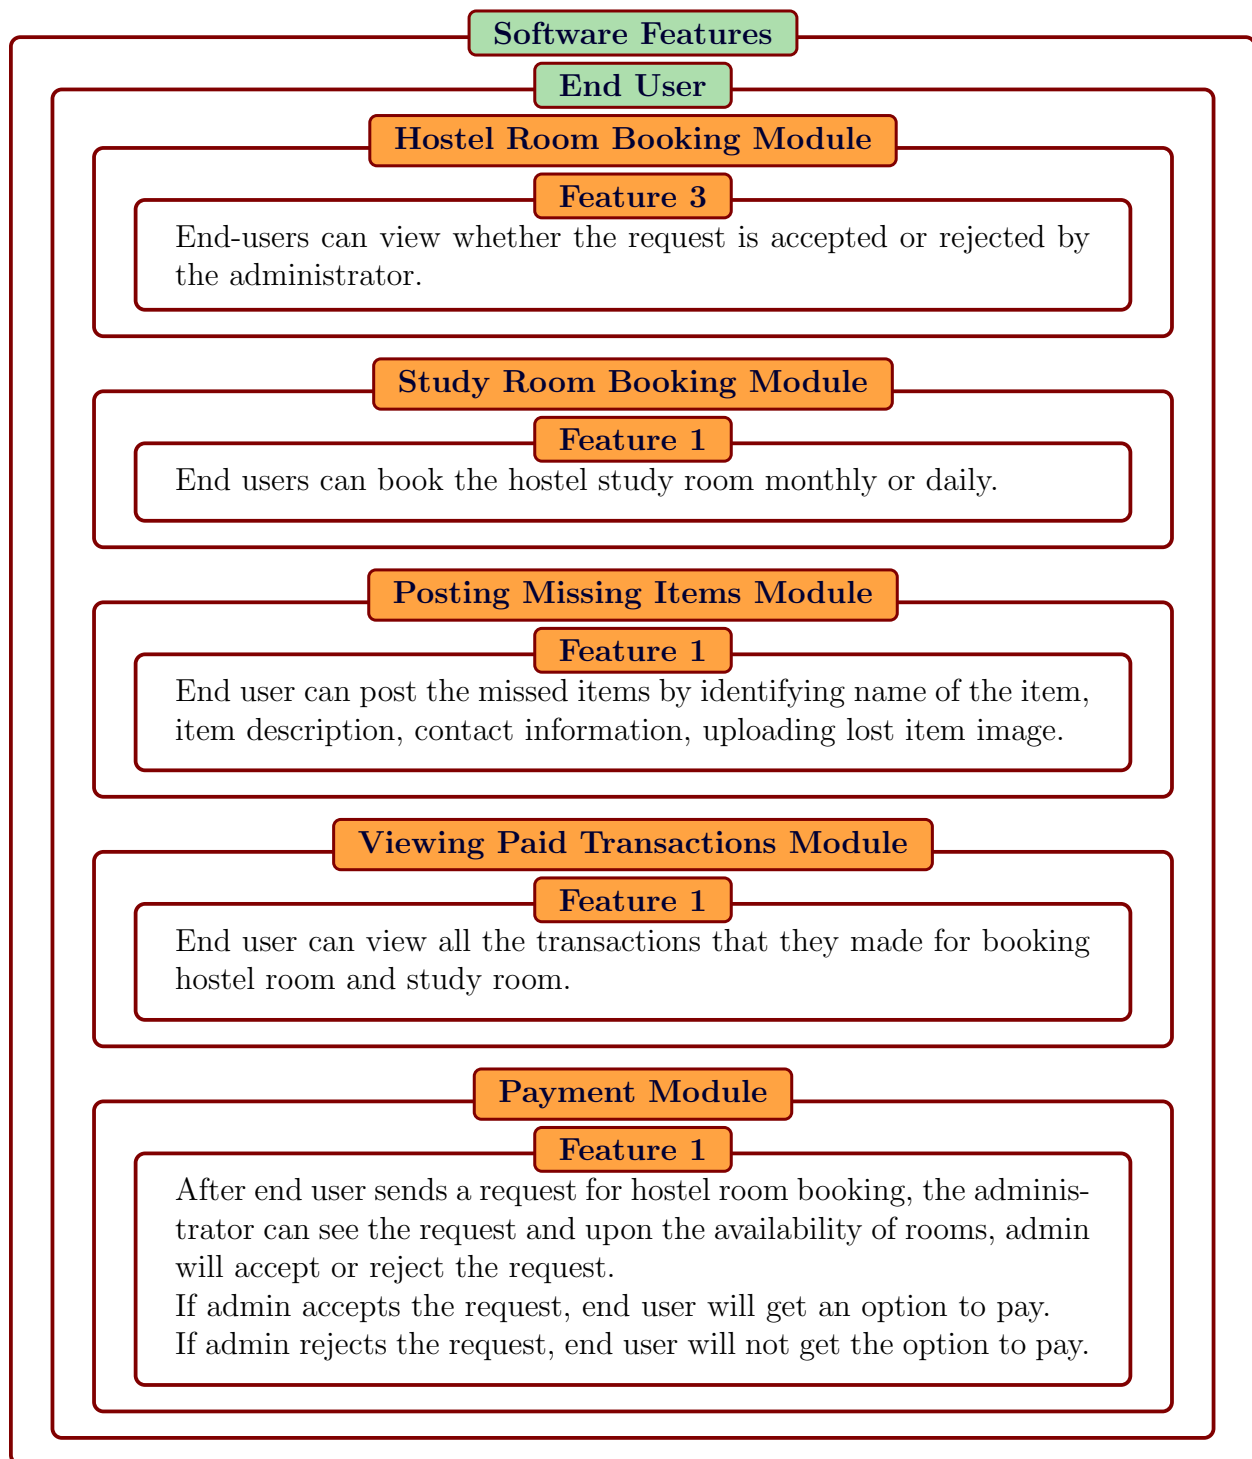 Software Features
End User
Hostel Room Booking Module
Feature 3
End-users can view whether the request is accepted or rejected by
the administrator.
Study Room Booking Module
Feature 1
End users can book the hostel study room monthly or daily.
Posting Missing Items Module
Feature 1
End user can post the missed items by identifying name of the item,
item description, contact information, uploading lost item image.
Viewing Paid Transactions Module
Feature 1
End user can view all the transactions that they made for booking
hostel room and study room.
Payment Module
Feature 1
After end user sends a request for hostel room booking, the adminis-
trator can see the request and upon the availability of rooms, admin
will accept or reject the request.
If admin accepts the request, end user will get an option to pay.
If admin rejects the request, end user will not get the option to pay.